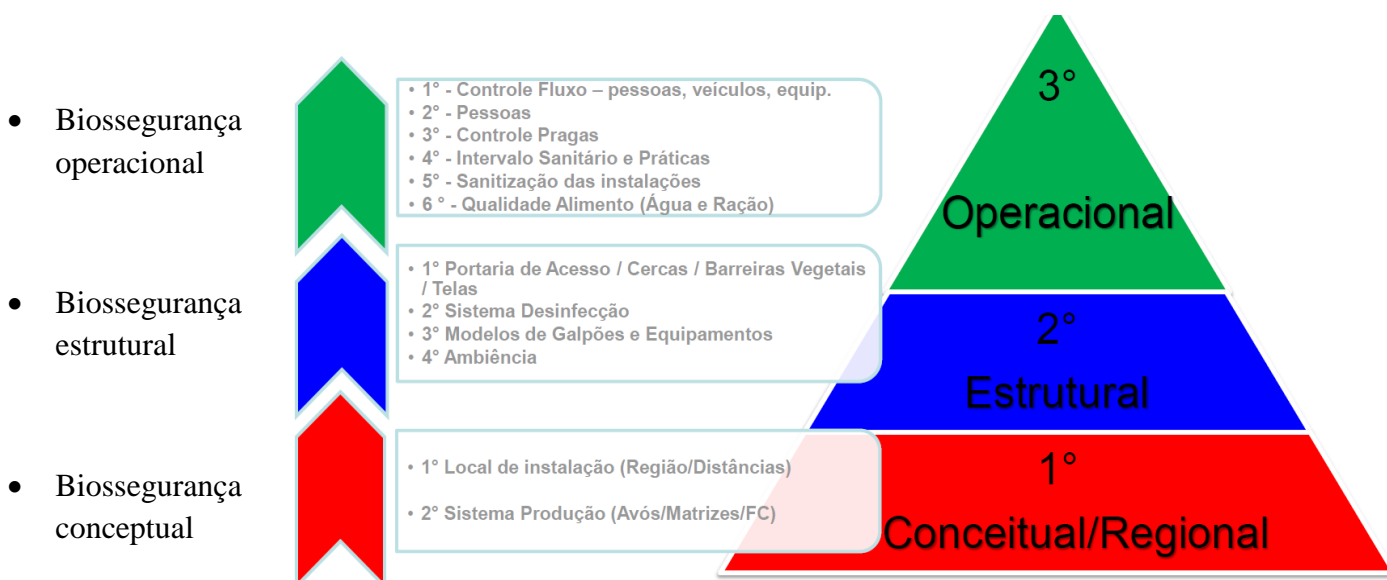 • Biossegurança
operacional
• 1° - Controle Fluxo – pessoas, veículos, equip.
• 2° - Pessoas
• 3° - Controle Pragas
• 4° - Intervalo Sanitário e Práticas
• 5° - Sanitização das instalações
• 6 ° - Qualidade Alimento (Água e Ração)
3°
Operacional
• Biossegurança
estrutural
• 1° Portaria de Acesso / Cercas / Barreiras Vegetais
/ Telas
• 2° Sistema Desinfecção
• 3° Modelos de Galpões e Equipamentos
• 4° Ambiência
2°
Estrutural
• Biossegurança
conceptual
• 1° Local de instalação (Região/Distâncias)
• 2° Sistema Produção (Avós/Matrizes/FC)
1°
Conceitual/Regional